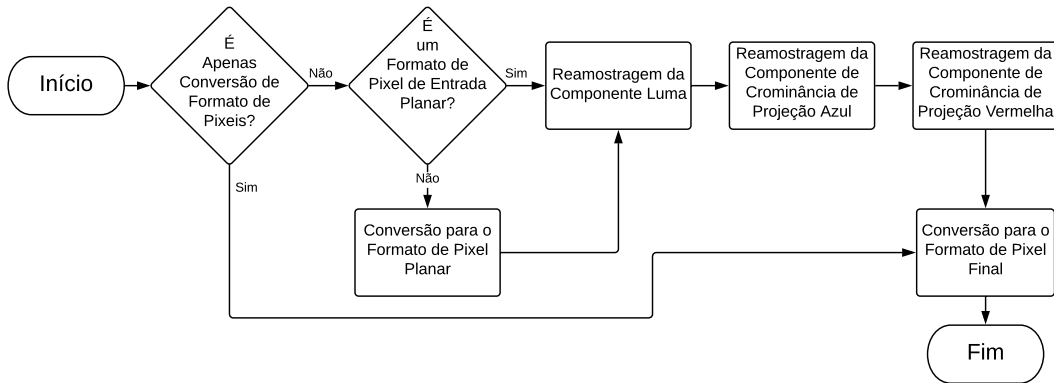 Início
É
Apenas
Conversão de
Formato de
Pixeis?
Não
Sim
É
um
Formato de
Pixel de Entrada
Planar?
Sim
Não
Conversão para o
Formato de Pixel
Planar
Reamostragem da
Componente Luma
Reamostragem da
Componente de
Crominância de
Projeção Azul
Reamostragem da
Componente de
Crominância de
Projeção Vermelha
Conversão para o
Formato de Pixel
Final
Fim